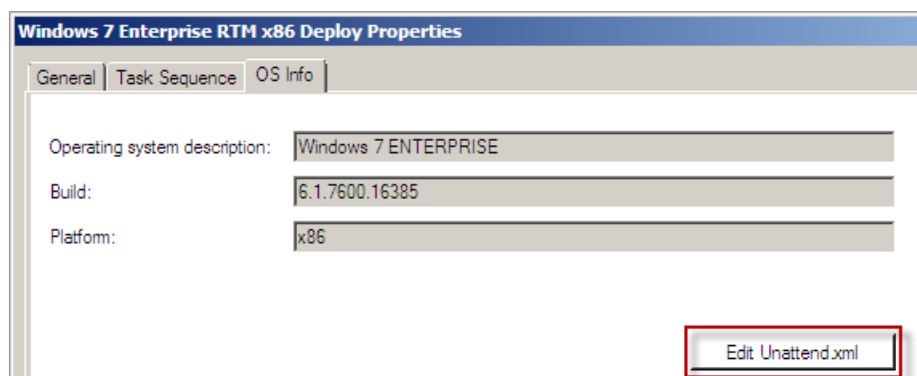 Windows 7 Enterprise RTM x86 Deploy Properties
General Task Sequence OS Info
Operating system description: Windows 7 ENTERPRISE
Build: 6.1.7600.16385
Platform: x86
Edit Unattend.xml